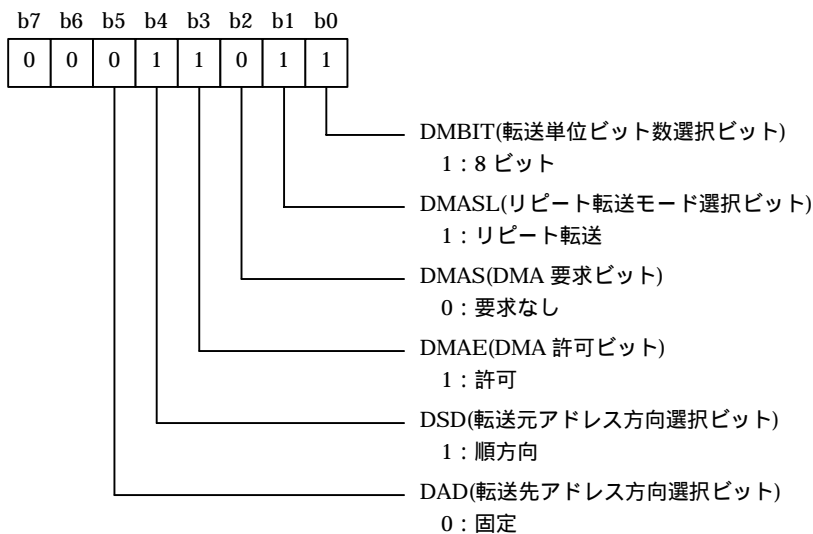 b7 b6 b5 b4 b3 b2 b1 b0
0 0 0 1 1 0 1 1
DMBIT(転送単位ビット数選択ビット)
1：8 ビット
DMASL(リピート転送モード選択ビット)
1：リピート転送
DMAS(DMA 要求ビット)
0：要求なし
DMAE(DMA 許可ビット)
1：許可
DSD(転送元アドレス方向選択ビット)
1：順方向
DAD(転送先アドレス方向選択ビット)
0：固定